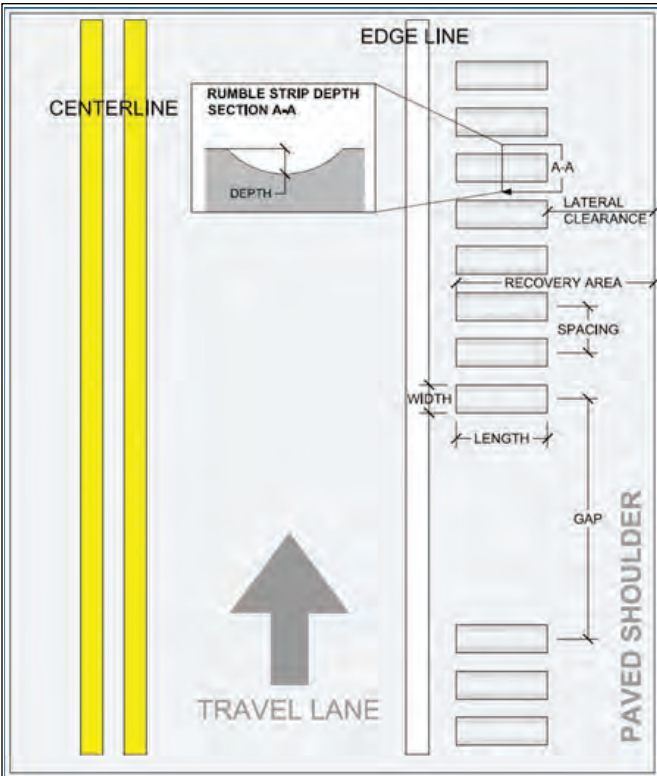 EDGE LINE
CENTERLINE
RUMBLE STRIP DEPTH
SECTION A-A
DEPTH
A-A
LATERAL
CLEARANCE
RECOVERY AREA
SPACING
WIDTH
LENGTH
GAP
PAVED SHOULDER
TRAVEL LANE